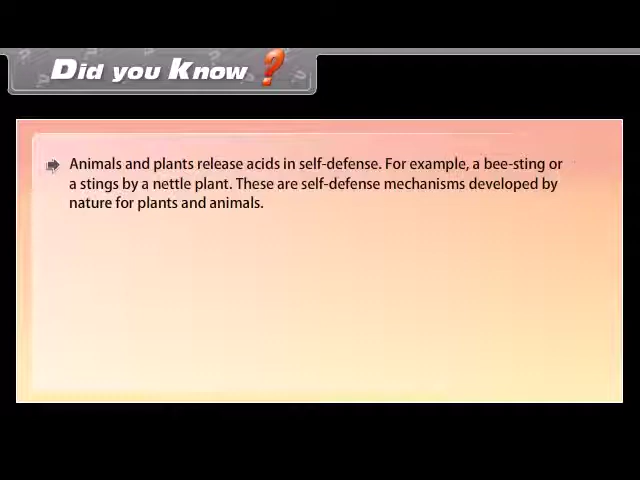 Did you Know ?
Animals and plants release acids in self-defense. For example, a bee-sting or
a stings by a nettle plant. These are self-defense mechanisms developed by
nature for plants and animals.